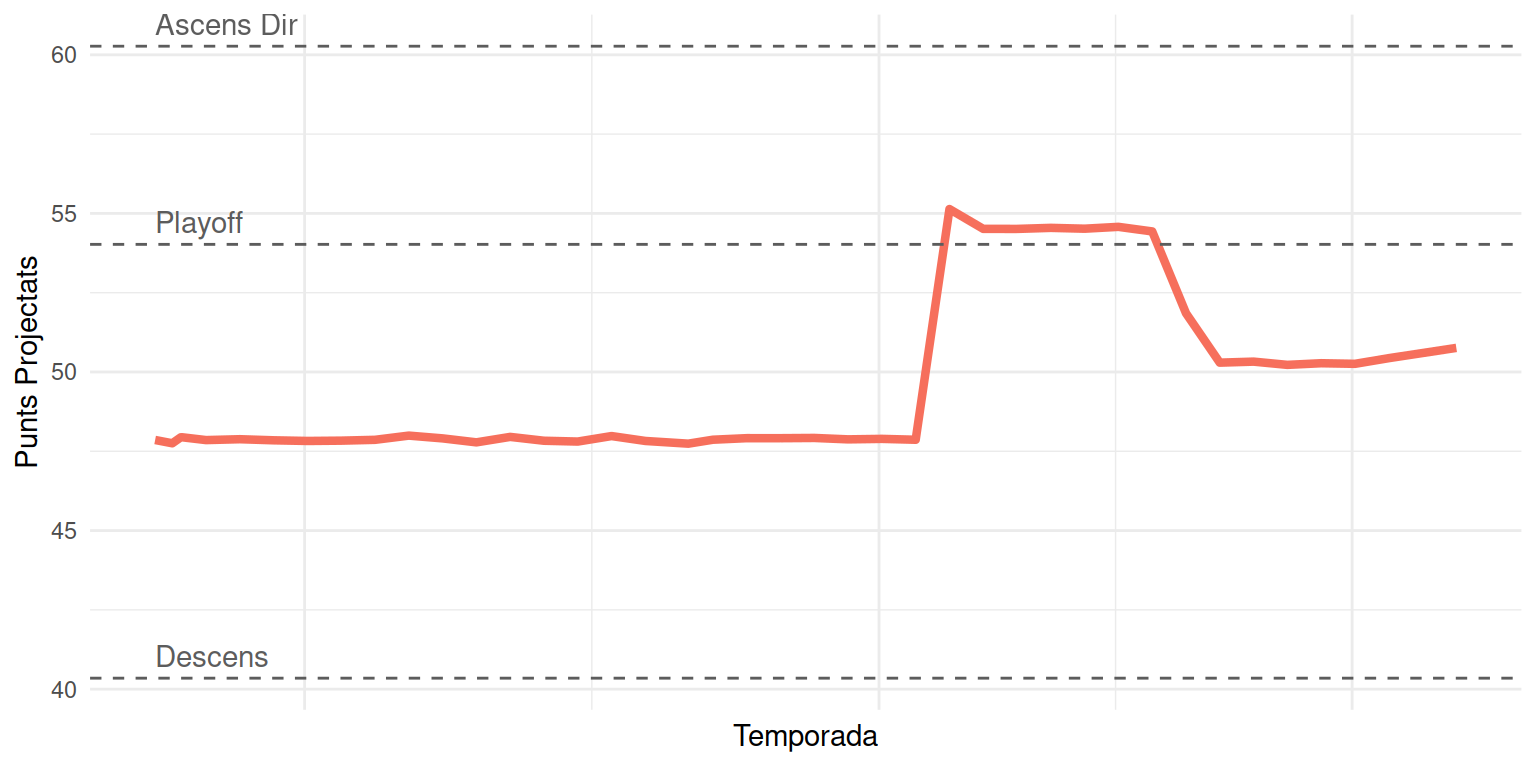 Ascens Dir
60
55
Playoff
Punts Projectats
50
45
Descens
40
Temporada